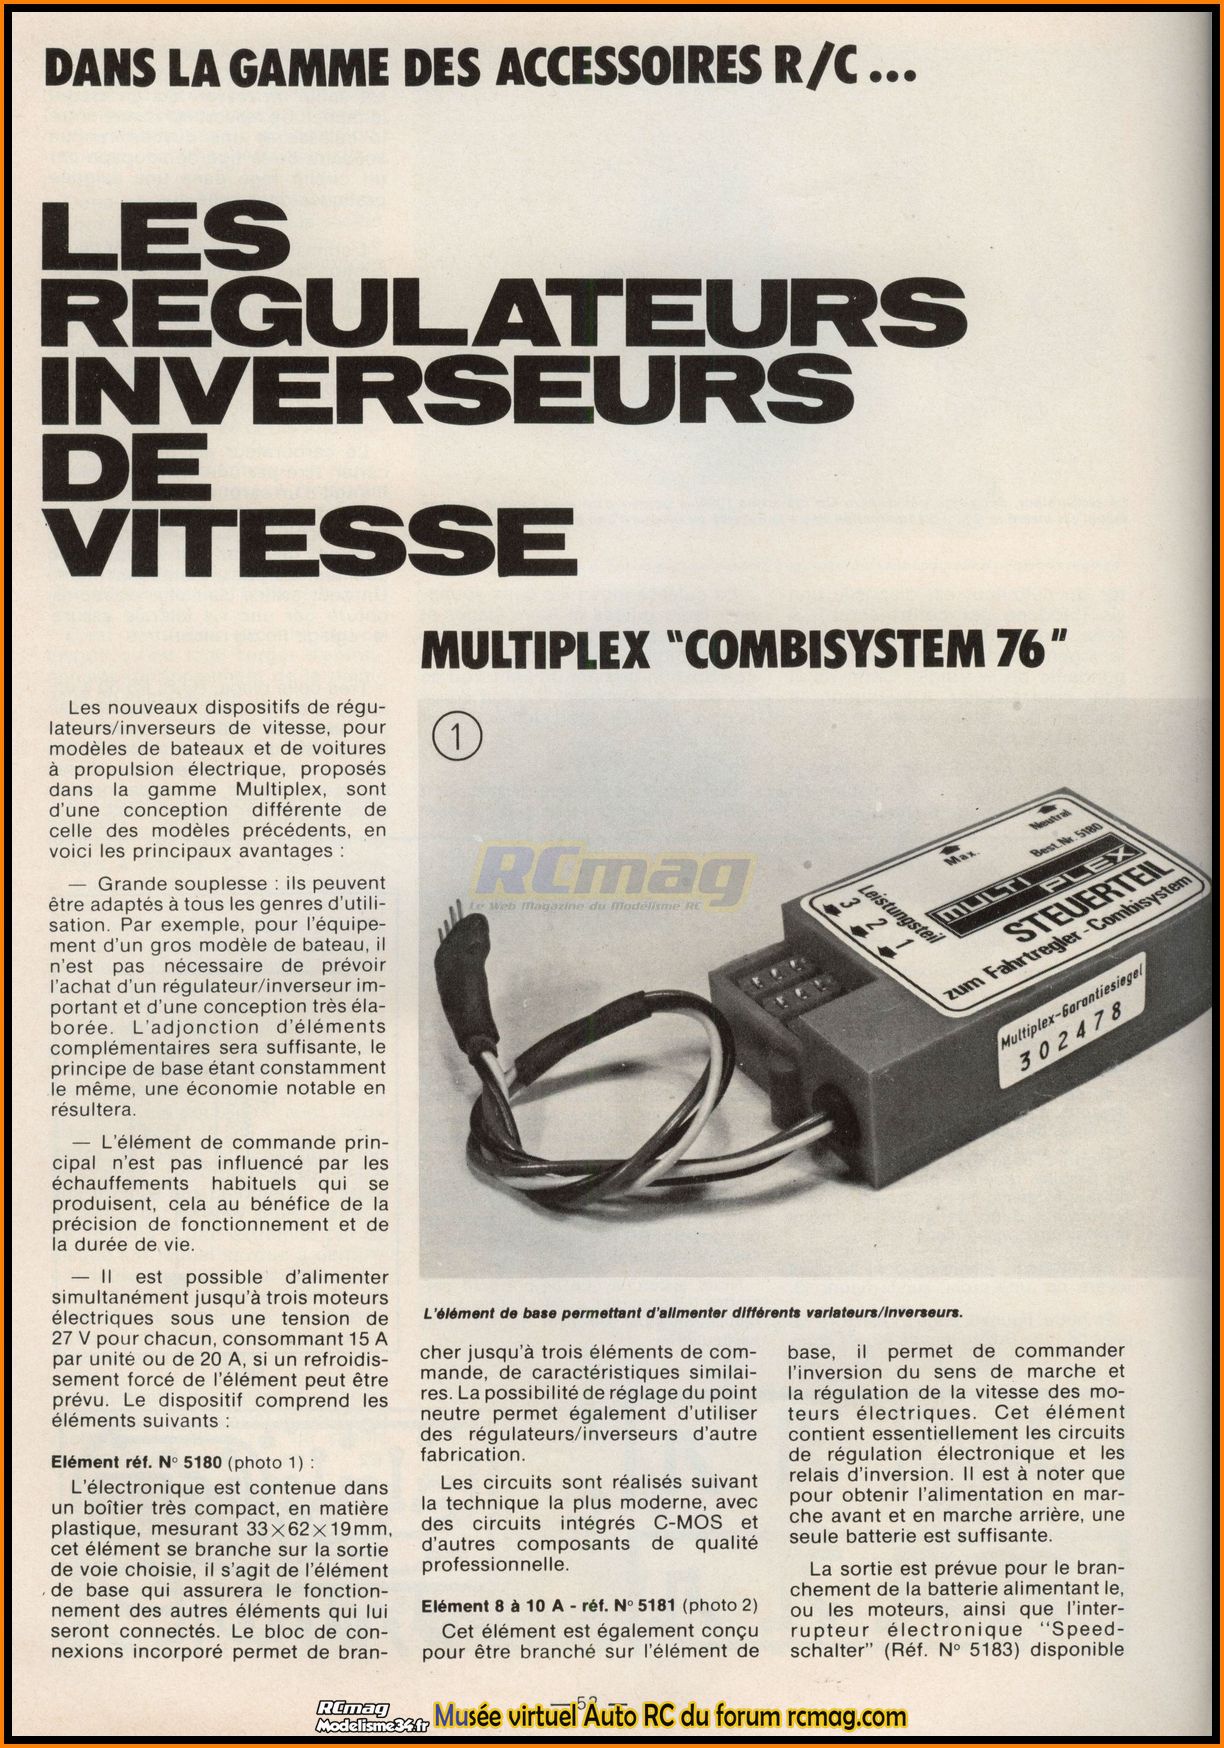 DANS LA GAMME DES ACCESSOIRES R/C ...
LES
REGULATEURS
INVERSEURS
DE
VITESSE
MULTIPLEX "COMBISYSTEM 76"
Les nouveaux dispositifs de régu-
lateurs/inverseurs de vitesse, pour
modèles de bateaux et de voitures
à propulsion électrique, proposés
dans la gamme Multiplex, sont
d'une conception différente de
celle des modèles précédents, en
voici les principaux avantages :
— Grande souplesse : ils peuvent
être adaptés à tous les genres d'utili-
sation. Par exemple, pour l'équipe-
ment d'un gros modèle de bateau, il
n'est pas nécessaire de prévoir
l'achat d'un régulateur/inverseur im-
portant et d'une conception très éla-
borée. L'adjonction d'éléments
complémentaires sera suffisante, le
principe de base étant constamment
le même, une économie notable en
résultera.
— L'élément de commande prin-
cipal n'est pas influencé par les
échauffements habituels qui se
produisent, cela au bénéfice de la
précision de fonctionnement et de
la durée de vie.
— Il est possible d'alimenter
simultanément jusqu'à trois moteurs
électriques sous une tension de
27 V pour chacun, consommant 15 A
par unité ou de 20 A, si un refroidis-
sement forcé de l'élément peut être
prévu. Le dispositif comprend les
éléments suivants :
Elément réf. N° 5180 (photo 1) :
L'électronique est contenue dans
un boîtier très compact, en matière
plastique, mesurant 33×62×19mm,
cet élément se branche sur la sortie
de voie choisie, il s'agit de l'élément
de base qui assurera le fonction-
nement des autres éléments qui lui
seront connectés. Le bloc de con-
nexions incorporé permet de bran-
1
Neutral
Max.
Best.Nr. 5180
MULTIPLEX
STEUERTEIL
zum Fahrtregler-Combisystem
Leistungsteil
3 2 1
Multiplex-Garantiesiegel
302478
RCmag
Le Web Magazine du Modélisme RC
L'élément de base permettant d'alimenter différents variateurs/inverseurs.
cher jusqu'à trois éléments de com-
mande, de caractéristiques similai-
res. La possibilité de réglage du point
neutre permet également d'utiliser
des régulateurs/inverseurs d'autre
fabrication.
Les circuits sont réalisés suivant
la technique la plus moderne, avec
des circuits intégrés C-MOS et
d'autres composants de qualité
professionnelle.
Elément 8 à 10 A - réf. N° 5181 (photo 2)
Cet élément est également conçu
pour être branché sur l'élément de
base, il permet de commander
l'inversion du sens de marche et
la régulation de la vitesse des mo-
teurs électriques. Cet élément
contient essentiellement les circuits
de régulation électronique et les
relais d'inversion. Il est à noter que
pour obtenir l'alimentation en mar-
che avant et en marche arrière, une
seule batterie est suffisante.
La sortie est prévue pour le bran-
chement de la batterie alimentant le,
ou les moteurs, ainsi que l'inter-
rupteur électronique "Speed-
schalter" (Réf. N° 5183) disponible
— 52 —
RCmag
Modelisme34.fr
Musée virtuel Auto RC du forum rcmag.com